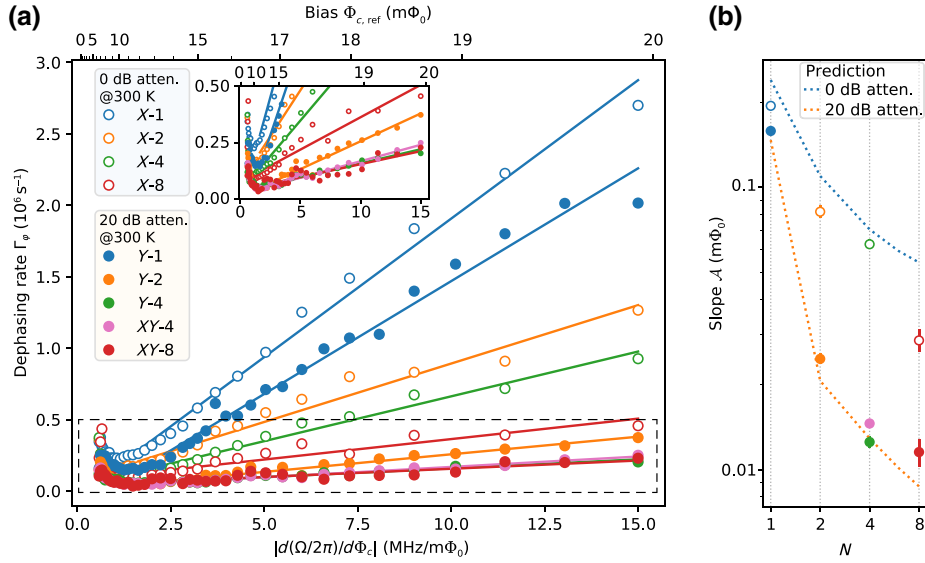 (a)
Bias Φc, ref (mΦ0)
0 5 10 15 17 18 19 20
3.0
2.5
2.0
1.5
1.0
0.5
0.0
Dephasing rate Γφ (10⁶ s⁻¹)
0 dB atten.
@300 K
X-1
X-2
X-4
X-8
20 dB atten.
@300 K
Y-1
Y-2
Y-4
XY-4
XY-8
0 10 15 19 20
0.50
0.25
0.00
0 5 10 15
0.0 2.5 5.0 7.5 10.0 12.5 15.0
|d(Ω/2π)/dΦc| (MHz/mΦ0)
(b)
Prediction
0 dB atten.
20 dB atten.
0.1
0.01
Slope 𝒜 (mΦ0)
1 2 4 8
N